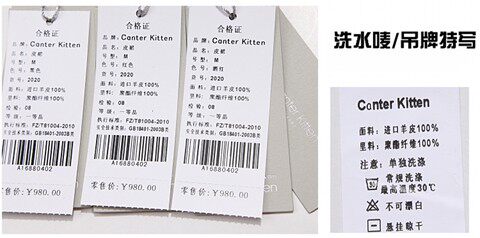 合格证
品牌：Canter Kitten
品名：皮裙
型号：M
色号：黑色
货号：2020
面料：进口羊皮100%
里料：聚酯纤维100%
检验：08
等级：一等品
执行标准：FZ/T81004-2010
安全技术类别：GB18401-2003B类
A16880402
零售价：¥980.00
合格证
品牌：Canter Kitten
品名：皮裙
型号：M
色号：红色
货号：2020
面料：进口羊皮100%
里料：聚酯纤维100%
检验：08
等级：一等品
执行标准：FZ/T81004-2010
安全技术类别：GB18401-2003B类
A16880402
零售价：¥980.00
合格证
品牌：Canter Kitten
品名：皮裙
型号：M
货号：2020
面料：进口羊皮100%
里料：聚酯纤维100%
检验：08
等级：一等品
执行标准：FZ/T81004-2010
安全技术类别：GB18401-2003B类
A16880402
零售价：¥980.00
洗水唛/吊牌特写
Canter Kitten
面料：进口羊皮100%
里料：聚酯纤维100%
注意：单独洗涤
常规洗涤
最高温度30℃
不可漂白
悬挂晾干